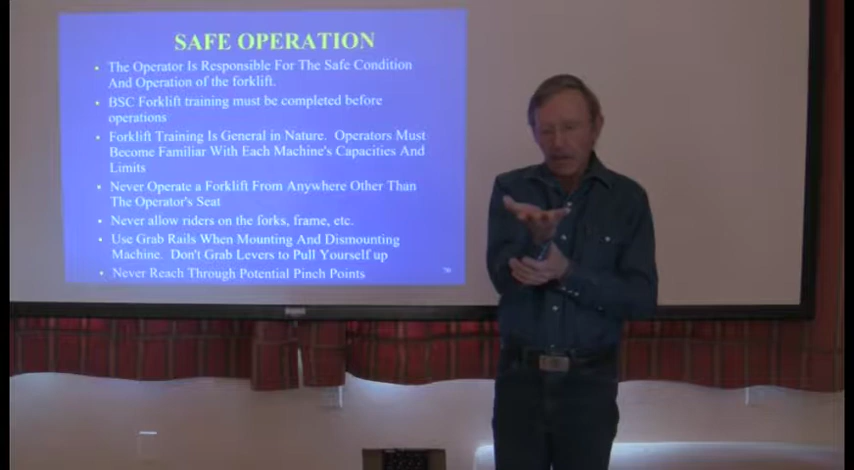 SAFE OPERATION
• The Operator Is Responsible For The Safe Condition
And Operation of the forklift.
• BSC Forklift training must be completed before
operations
• Forklift Training Is General in Nature. Operators Must
Become Familiar With Each Machine's Capacities And
Limits
• Never Operate a Forklift From Anywhere Other Than
The Operator's Seat
• Never allow riders on the forks, frame, etc.
• Use Grab Rails When Mounting And Dismounting
Machine. Don't Grab Levers to Pull Yourself up
• Never Reach Through Potential Pinch Points